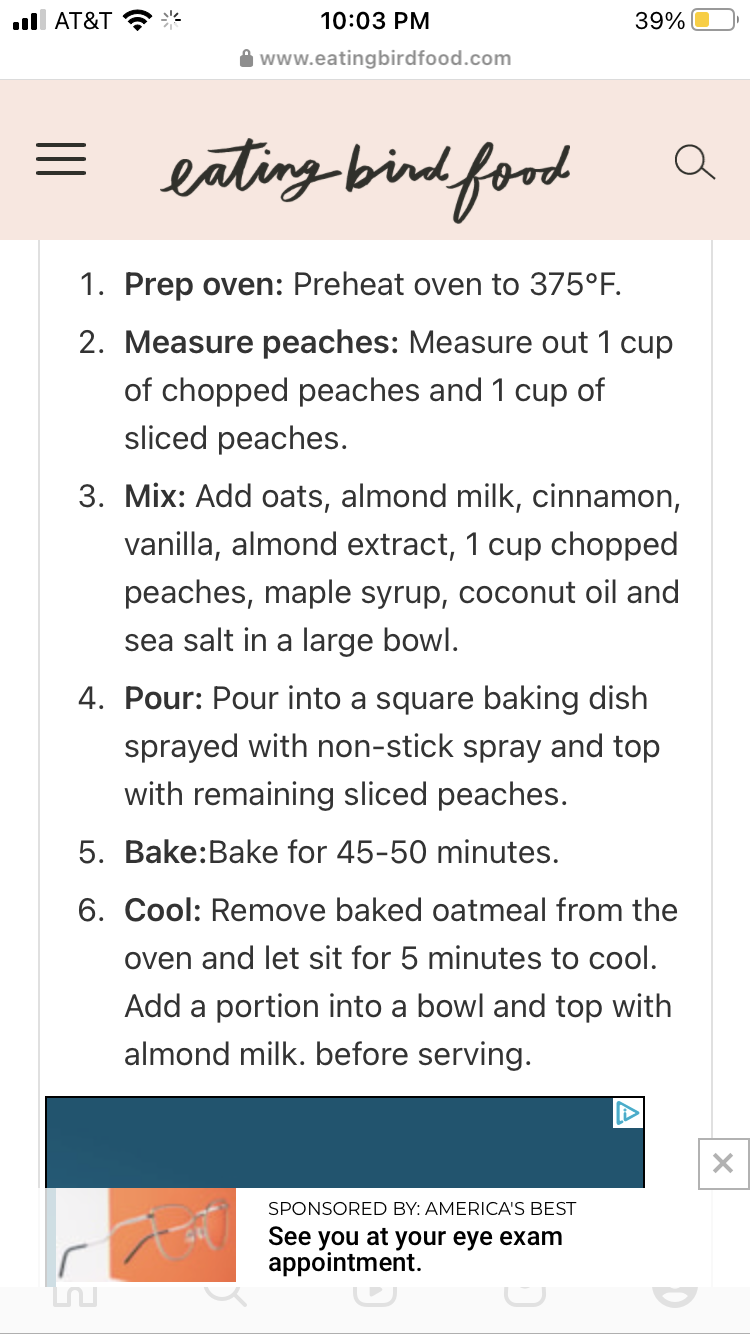 AT&T 10:03 PM 39%
www.eatingbirdfood.com
eating bird food
1. Prep oven: Preheat oven to 375°F.
2. Measure peaches: Measure out 1 cup
of chopped peaches and 1 cup of
sliced peaches.
3. Mix: Add oats, almond milk, cinnamon,
vanilla, almond extract, 1 cup chopped
peaches, maple syrup, coconut oil and
sea salt in a large bowl.
4. Pour: Pour into a square baking dish
sprayed with non-stick spray and top
with remaining sliced peaches.
5. Bake:Bake for 45-50 minutes.
6. Cool: Remove baked oatmeal from the
oven and let sit for 5 minutes to cool.
Add a portion into a bowl and top with
almond milk. before serving.
SPONSORED BY: AMERICA'S BEST
See you at your eye exam
appointment.